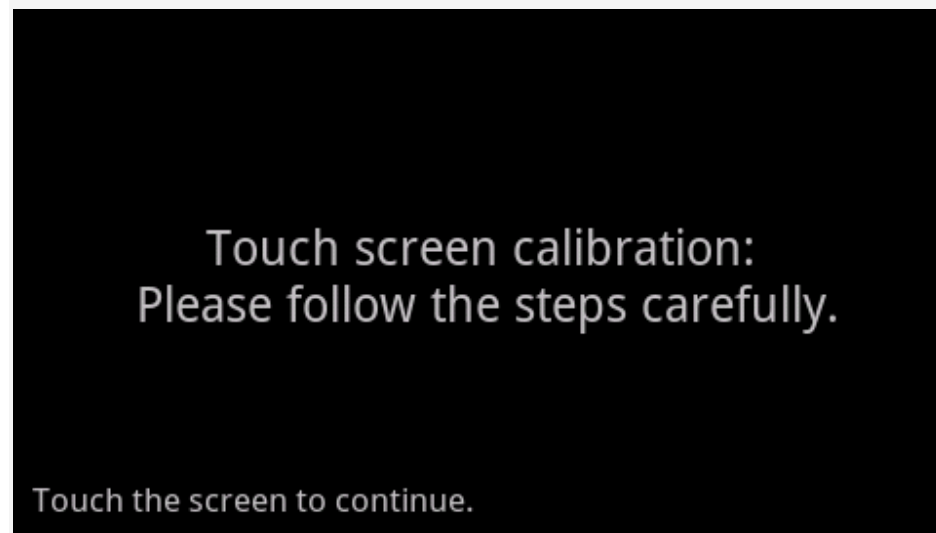 Touch screen calibration:
Please follow the steps carefully.
Touch the screen to continue.